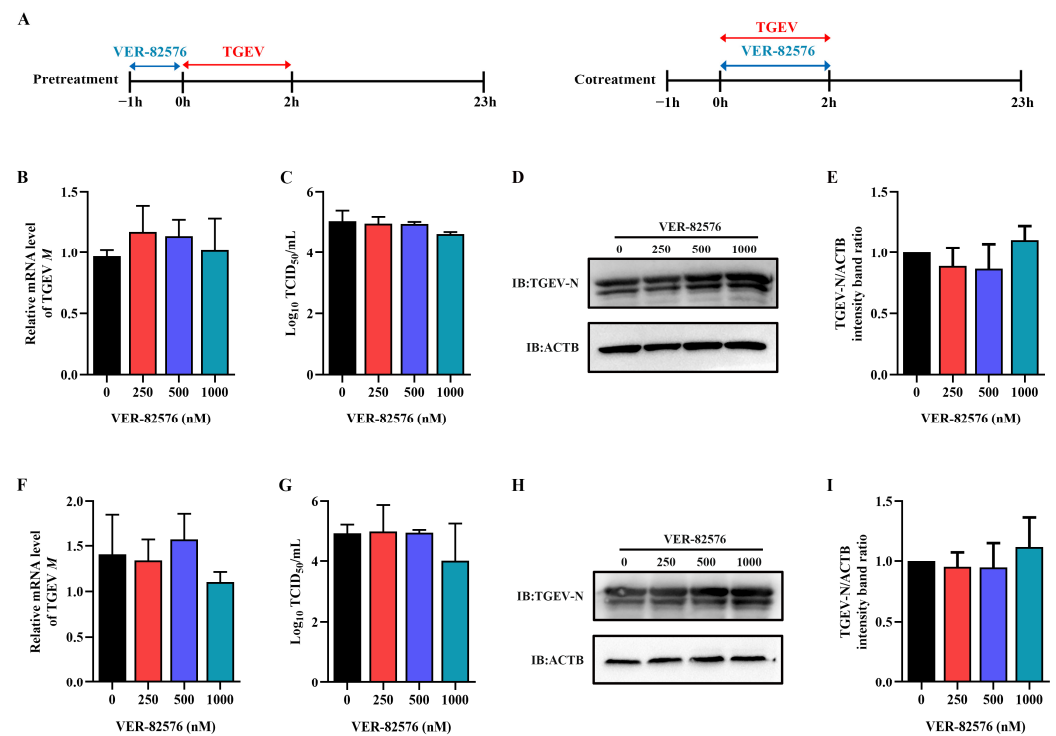 A
VER-82576 TGEV
Pretreatment
−1h 0h 2h 23h
TGEV
VER-82576
Cotreatment
−1h 0h 2h 23h
B
Relative mRNA level
of TGEV M
1.5
1.0
0.5
0.0
0 250 500 1000
VER-82576 (nM)
C
Log10 TCID50/mL
6
4
2
0
0 250 500 1000
VER-82576 (nM)
D
VER-82576
0 250 500 1000
IB:TGEV-N
IB:ACTB
E
TGEV-N/ACTB
intensity band ratio
1.5
1.0
0.5
0.0
0 250 500 1000
VER-82576 (nM)
F
Relative mRNA level
of TGEV M
2.0
1.5
1.0
0.5
0.0
0 250 500 1000
VER-82576 (nM)
G
Log10 TCID50/mL
6
4
2
0
0 250 500 1000
VER-82576 (nM)
H
VER-82576
0 250 500 1000
IB:TGEV-N
IB:ACTB
I
TGEV-N/ACTB
intensity band ratio
1.5
1.0
0.5
0.0
0 250 500 1000
VER-82576 (nM)